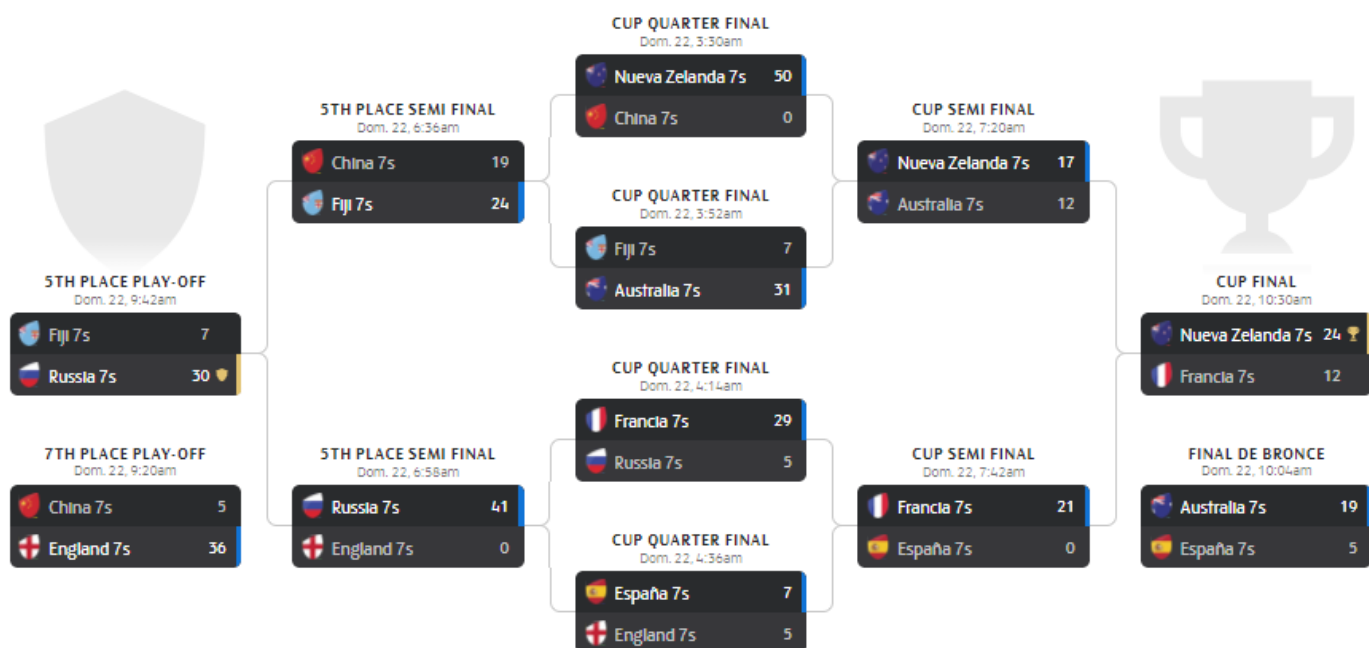 CUP QUARTER FINAL
Dom. 22, 3:30am
Nueva Zelanda 7s 50
China 7s 0
5TH PLACE SEMI FINAL
Dom. 22, 6:36am
China 7s 19
Fiji 7s 24
CUP SEMI FINAL
Dom. 22, 7:20am
Nueva Zelanda 7s 17
Australia 7s 12
CUP QUARTER FINAL
Dom. 22, 3:52am
Fiji 7s 7
Australia 7s 31
5TH PLACE PLAY-OFF
Dom. 22, 9:42am
Fiji 7s 7
Russia 7s 30
CUP FINAL
Dom. 22, 10:30am
Nueva Zelanda 7s 24
Francia 7s 12
CUP QUARTER FINAL
Dom. 22, 4:14am
Francia 7s 29
Russia 7s 5
7TH PLACE PLAY-OFF
Dom. 22, 9:20am
China 7s 5
England 7s 36
5TH PLACE SEMI FINAL
Dom. 22, 6:58am
Russia 7s 41
England 7s 0
CUP SEMI FINAL
Dom. 22, 7:42am
Francia 7s 21
España 7s 0
FINAL DE BRONCE
Dom. 22, 10:04am
Australia 7s 19
España 7s 5
CUP QUARTER FINAL
Dom. 22, 4:36am
España 7s 7
England 7s 5